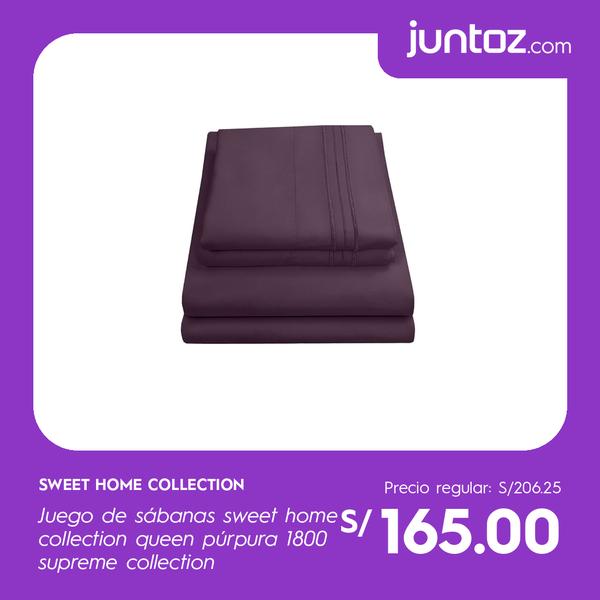 juntoz.com
SWEET HOME COLLECTION
Juego de sábanas sweet home
collection queen púrpura 1800
supreme collection
Precio regular: S/206.25
S/ 165.00